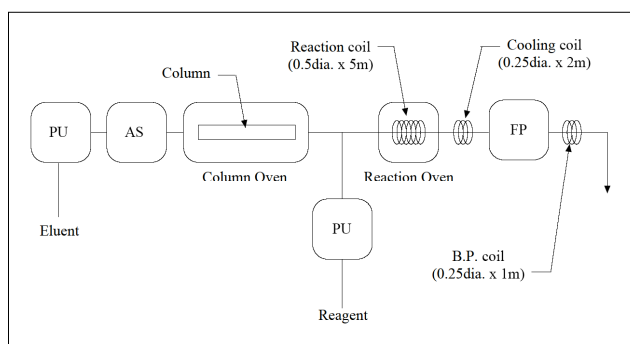 Reaction coil
(0.5dia. x 5m)
Cooling coil
(0.25dia. x 2m)
Column
PU
AS
FP
Column Oven
Reaction Oven
Eluent
PU
B.P. coil
(0.25dia. x 1m)
Reagent